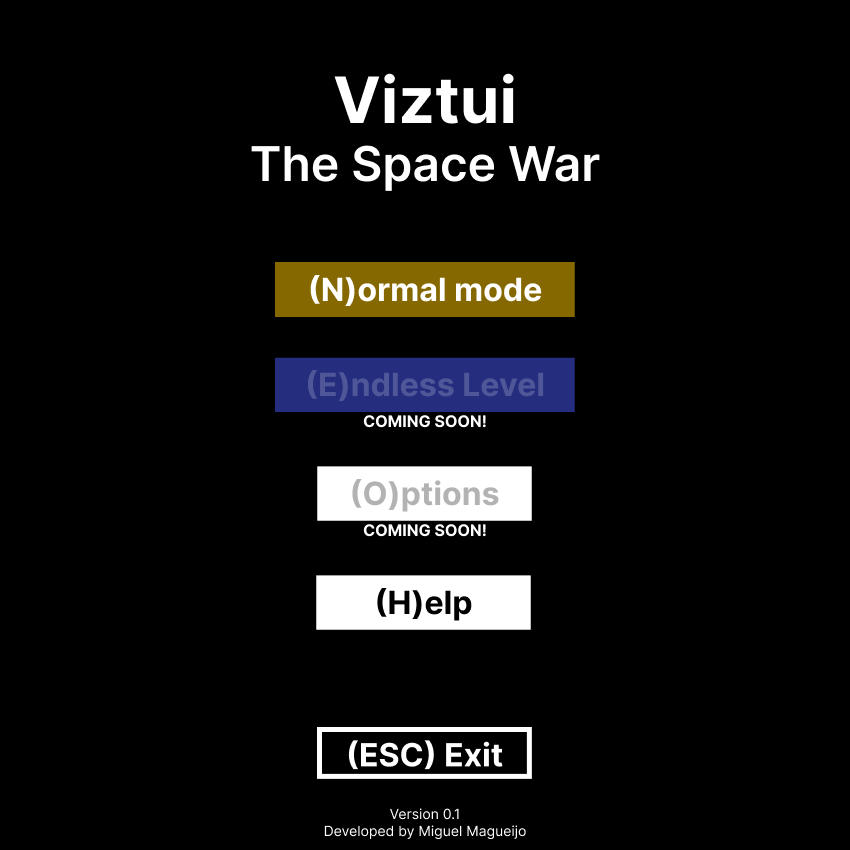 Viztui
The Space War
(N)ormal mode
(E)ndless Level
COMING SOON!
(O)ptions
COMING SOON!
(H)elp
(ESC) Exit
Version 0.1
Developed by Miguel Magueijo